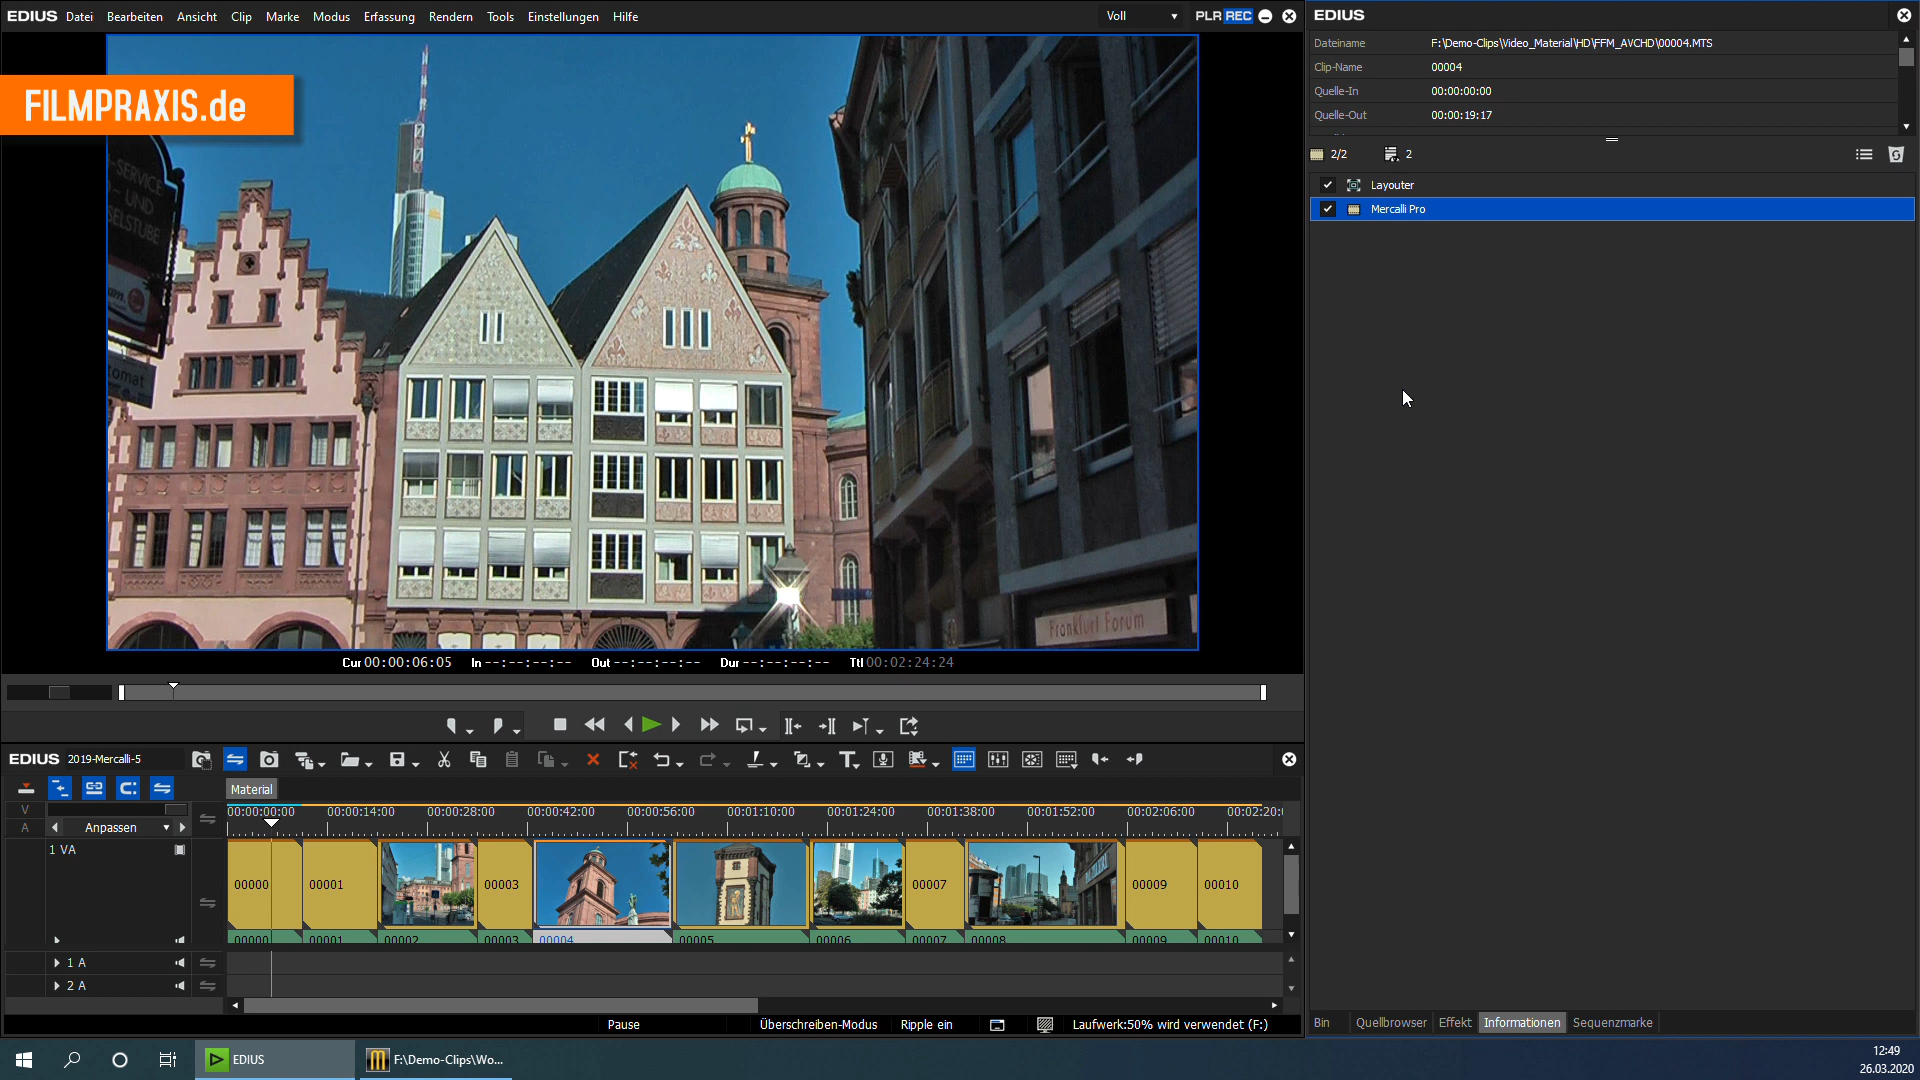 EDIUS Datei Bearbeiten Ansicht Clip Marke Modus Erfassung Rendern Tools Einstellungen Hilfe Voll PLR REC
FILMPRAXIS.de
SERVICE
UND
Frankfurt Forum
Cur 00:00:06:05 In --:--:--:-- Out --:--:--:-- Dur --:--:--:-- Ttl 00:02:24:24
EDIUS 2019-Mercalli-5
Material
V
A Anpassen
00:00:00:00 00:00:14:00 00:00:28:00 00:00:42:00 00:00:56:00 00:01:10:00 00:01:24:00 00:01:38:00 00:01:52:00 00:02:06:00 00:02:20:0
1 VA
00000 00001 00003 00007 00009 00010
00000 00001 00002 00003 00004 00005 00006 00007 00008 00009 00010
1 A
2 A
Pause Überschreiben-Modus Ripple ein Laufwerk:50% wird verwendet (F:)
EDIUS
Dateiname F:\Demo-Clips\Video_Material\HD\FFM_AVCHD\00004.MTS
Clip-Name 00004
Quelle-In 00:00:00:00
Quelle-Out 00:00:19:17
2/2 2
Layouter
Mercalli Pro
Bin Quellbrowser Effekt Informationen Sequenzmarke
EDIUS F:\Demo-Clips\Wo...
12:49
26.03.2020